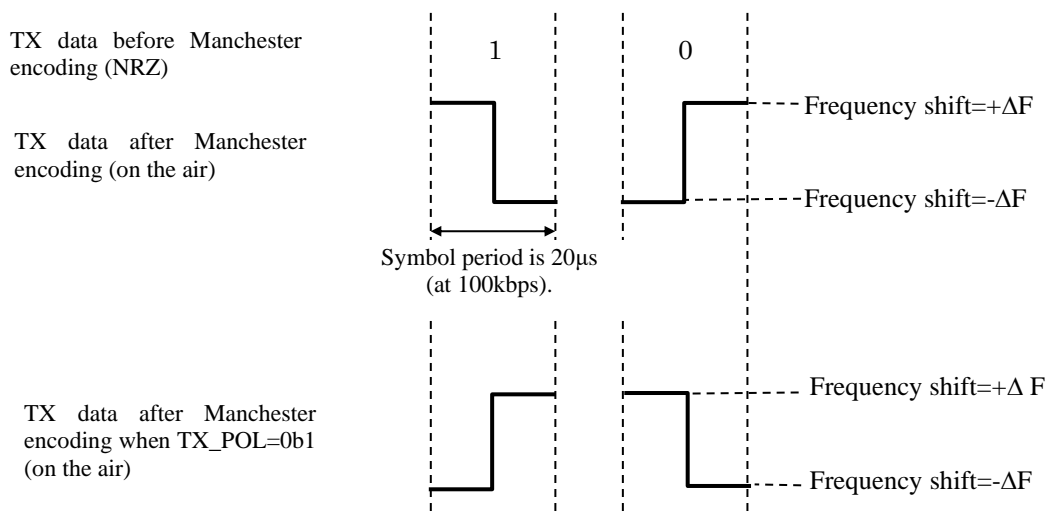 TX data before Manchester
encoding (NRZ)
1
0
Frequency shift=+ΔF
TX data after Manchester
encoding (on the air)
Frequency shift=-ΔF
Symbol period is 20μs
(at 100kbps).
Frequency shift=+Δ F
TX data after Manchester
encoding when TX_POL=0b1
(on the air)
Frequency shift=-ΔF